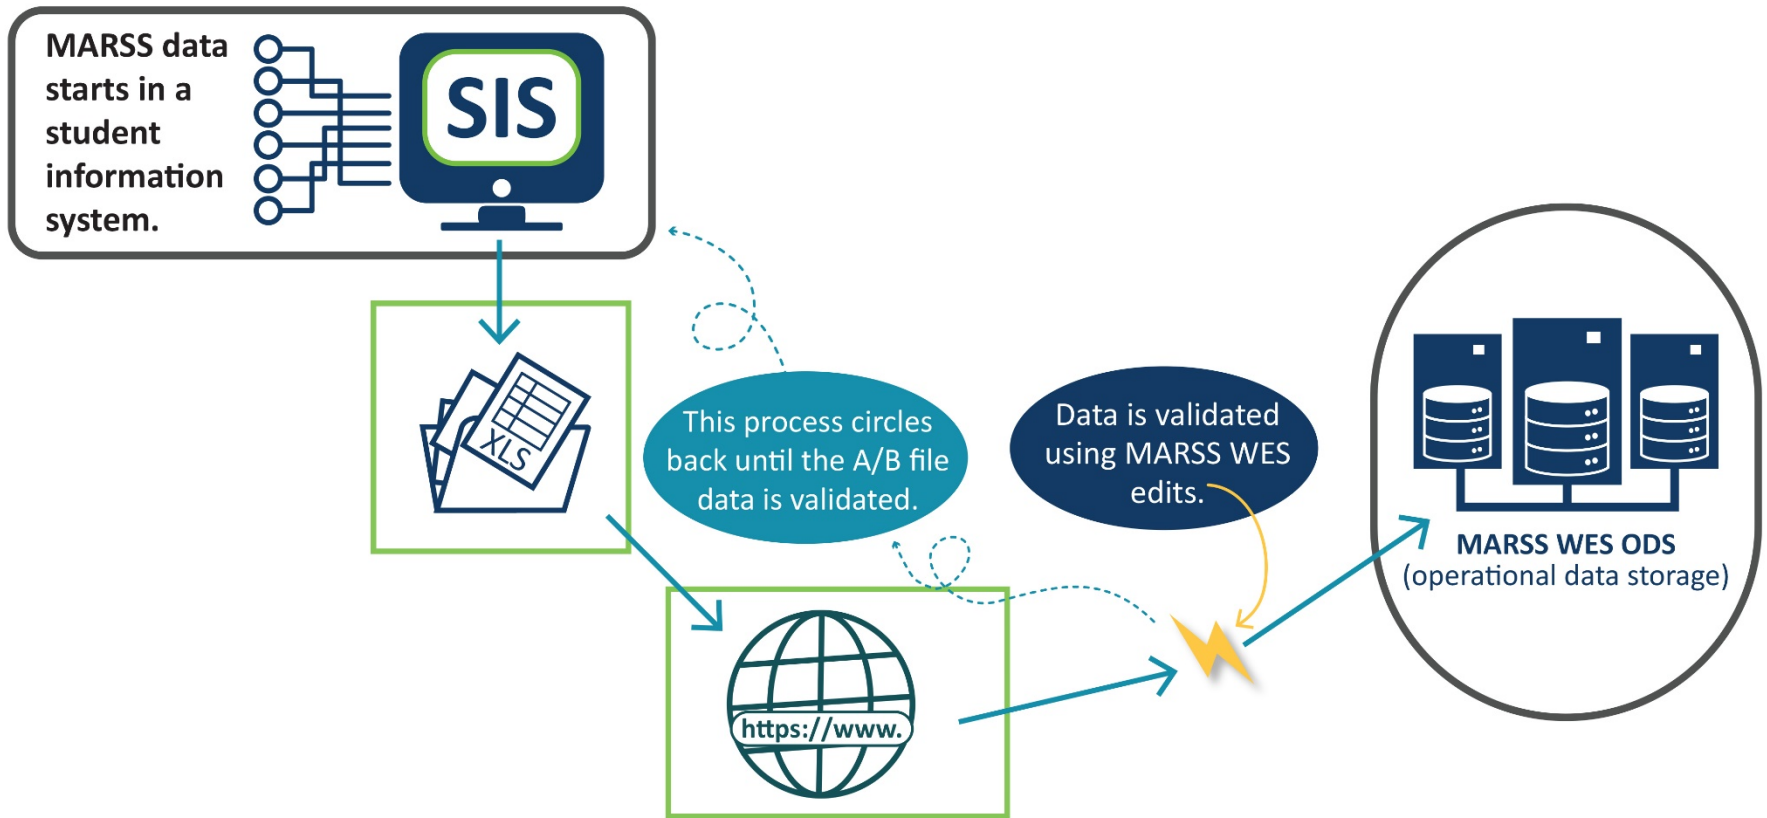 MARSS data
starts in a
student
information
system.
SIS
XLS
This process circles
back until the A/B file
data is validated.
Data is validated
using MARSS WES
edits.
https://www.
MARSS WES ODS
(operational data storage)